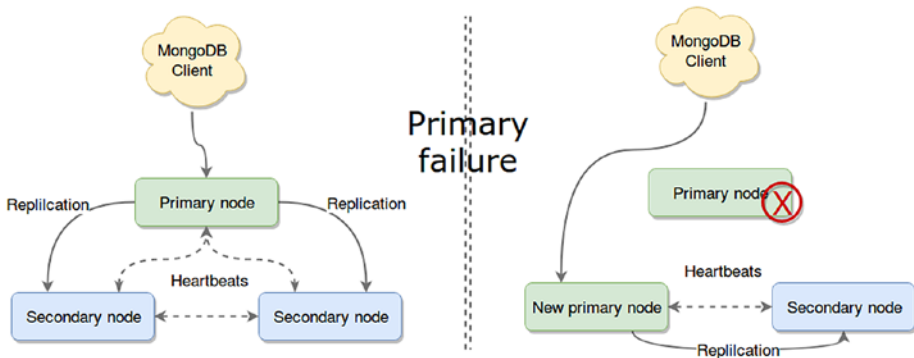 MongoDB
Client
Replilcation
Primary node
Replication
Heartbeats
Secondary node
Secondary node
Primary
failure
MongoDB
Client
Primary node
X
Heartbeats
New primary node
Secondary node
Replilcation